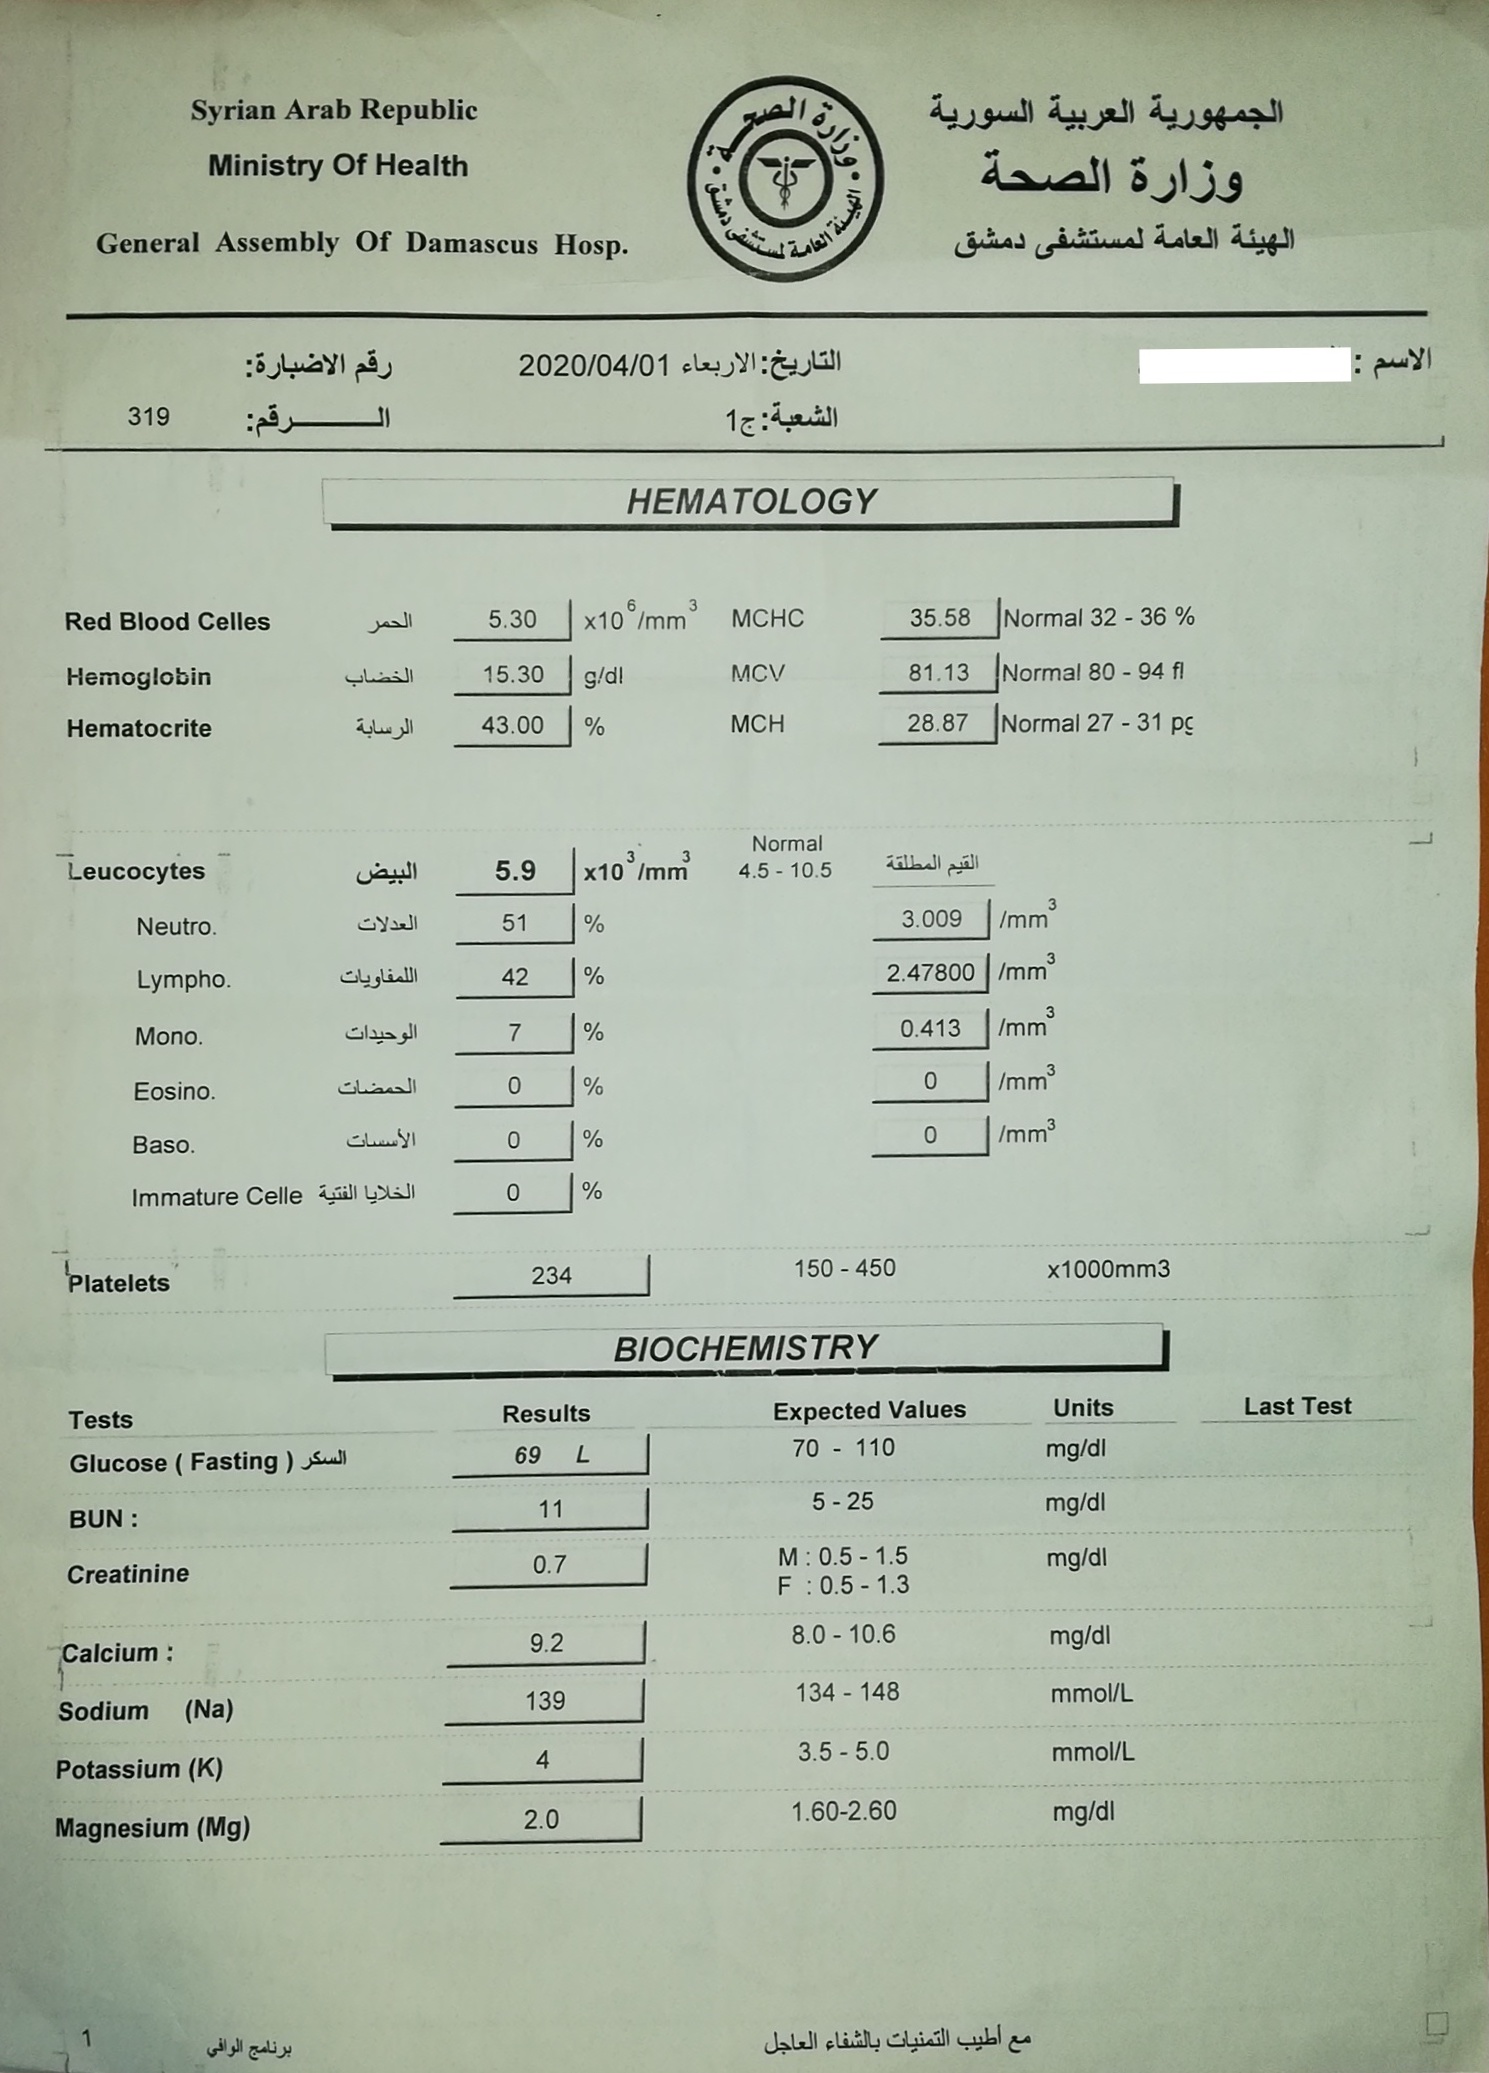 Syrian Arab Republic
Ministry Of Health
General Assembly Of Damascus Hosp.
وزارة الصحة
الهيئة العامة لمستشفى دمشق
الجمهورية العربية السورية
وزارة الصحة
الهيئة العامة لمستشفى دمشق
الاسم : التاريخ: الاربعاء 2020/04/01 رقم الاضبارة:
الشعبة: ج1 الـــــرقم: 319
HEMATOLOGY
Red Blood Celles الحمر 5.30 x10^6/mm^3 MCHC 35.58 Normal 32 - 36 %
Hemoglobin الخضاب 15.30 g/dl MCV 81.13 Normal 80 - 94 fl
Hematocrite الرسابة 43.00 % MCH 28.87 Normal 27 - 31 pg
Leucocytes البيض 5.9 x10^3/mm^3 Normal 4.5 - 10.5 القيم المطلقة
Neutro. العدلات 51 % 3.009 /mm^3
Lympho. اللمفاويات 42 % 2.47800 /mm^3
Mono. الوحيدات 7 % 0.413 /mm^3
Eosino. الحمضات 0 % 0 /mm^3
Baso. الأسسات 0 % 0 /mm^3
Immature Celle الخلايا الفتية 0 %
Platelets 234 150 - 450 x1000mm3
BIOCHEMISTRY
Tests Results Expected Values Units Last Test
Glucose ( Fasting ) السكر 69 L 70 - 110 mg/dl
BUN : 11 5 - 25 mg/dl
Creatinine 0.7 M : 0.5 - 1.5 mg/dl
F : 0.5 - 1.3
Calcium : 9.2 8.0 - 10.6 mg/dl
Sodium (Na) 139 134 - 148 mmol/L
Potassium (K) 4 3.5 - 5.0 mmol/L
Magnesium (Mg) 2.0 1.60-2.60 mg/dl
مع أطيب التمنيات بالشفاء العاجل برنامج الوافي 1